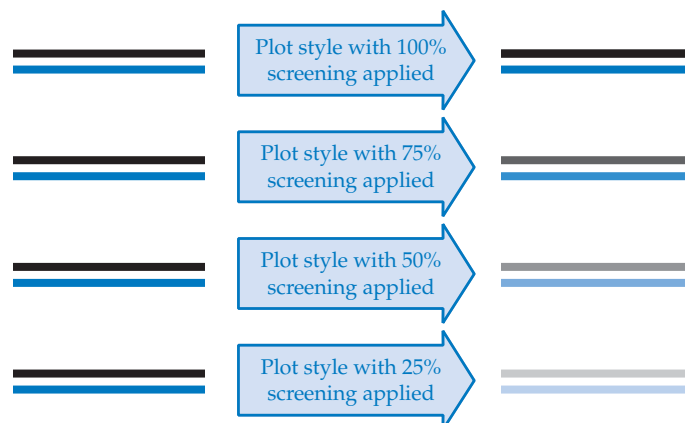 Plot style with 100%
screening applied
Plot style with 75%
screening applied
Plot style with 50%
screening applied
Plot style with 25%
screening applied